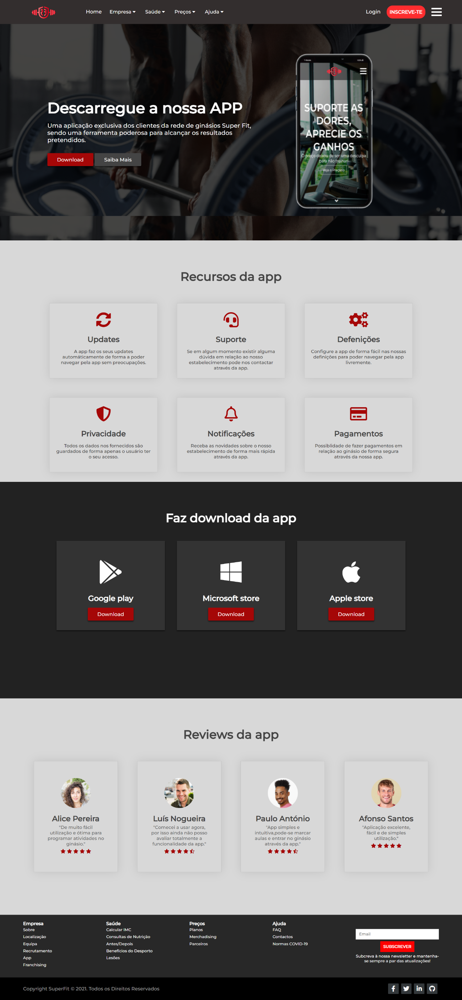 Home Empresa Saúde Preços Ajuda Login INSCREVE-TE
T-Mobile 100%
SUPORTE AS
DORES,
APRECIE OS
GANHOS
O preço deixou de ser uma desculpa
para não treinar!
Veja o Preçario
Descarregue a nossa APP
Uma aplicação exclusiva dos clientes da rede de ginásios Super Fit,
sendo uma ferramenta poderosa para alcançar os resultados
pretendidos.
Download Saiba Mais
Recursos da app
Updates
A app faz os seus updates
automáticamente de forma a poder
navegar pela app sem preocupações.
Suporte
Se em algum momento existir alguma
dúvida em relação ao nosso
estabelecimento pode nos contactar
através da app.
Defenições
Configure a app de forma fácil nas nossas
definições para poder navegar pela app
livremente.
Privacidade
Todos os dados nos fornecidos são
guardados de forma apenas o usuário ter
o seu acesso.
Notificações
Receba as novidades sobre o nosso
estabelecimento de forma mais rápida
através da app.
Pagamentos
Possiblidade de fazer pagamentos em
relação ao ginásio de forma segura
através da nossa app.
Faz download da app
Google play
Download
Microsoft store
Download
Apple store
Download
Reviews da app
Alice Pereira
"De muito fácil
utilização e ótima para
programar atividades no
ginásio."
Luís Nogueira
"Comecei a usar agora,
por isso ainda não posso
avaliar totalmente a
funcionalidade da app."
Paulo António
"App simples e
intuitiva,pode-se marcar
aulas e entrar no ginásio
através da app."
Afonso Santos
"Aplicação excelente,
fácil e de simples
utilização."
Empresa
Sobre
Localização
Equipa
Recrutamento
App
Franchising
Saúde
Calcular IMC
Consultas de Nutrição
Antes/Depois
Benefícios do Desporto
Lesões
Preços
Planos
Merchadising
Parceiros
Ajuda
FAQ
Contactos
Normas COVID-19
Email
SUBSCREVER
Subcreva à nossa newsletter e mantenha-
se sempre a par das atualizações!
Copyright SuperFit © 2021. Todos os Direitos Reservados